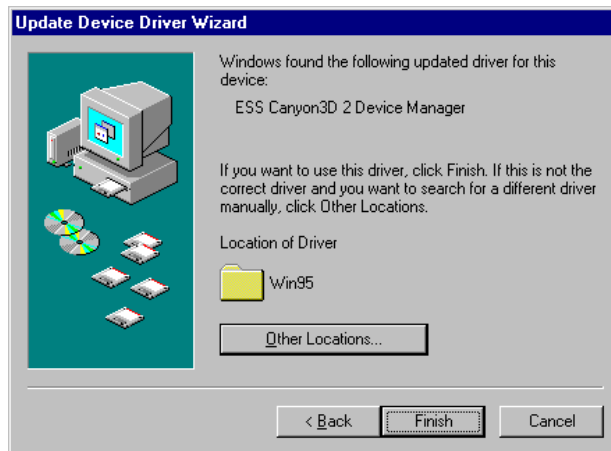 Update Device Driver Wizard
Windows found the following updated driver for this
device:
ESS Canyon3D 2 Device Manager
If you want to use this driver, click Finish. If this is not the
correct driver and you want to search for a different driver
manually, click Other Locations.
Location of Driver
Win95
Other Locations...
< Back
Finish
Cancel